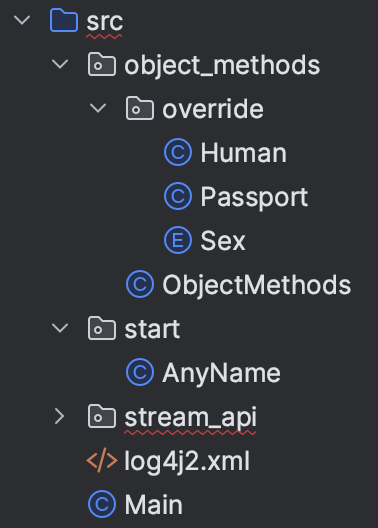 src
object_methods
override
C Human
C Passport
E Sex
C ObjectMethods
start
C AnyName
stream_api
</> log4j2.xml
C Main